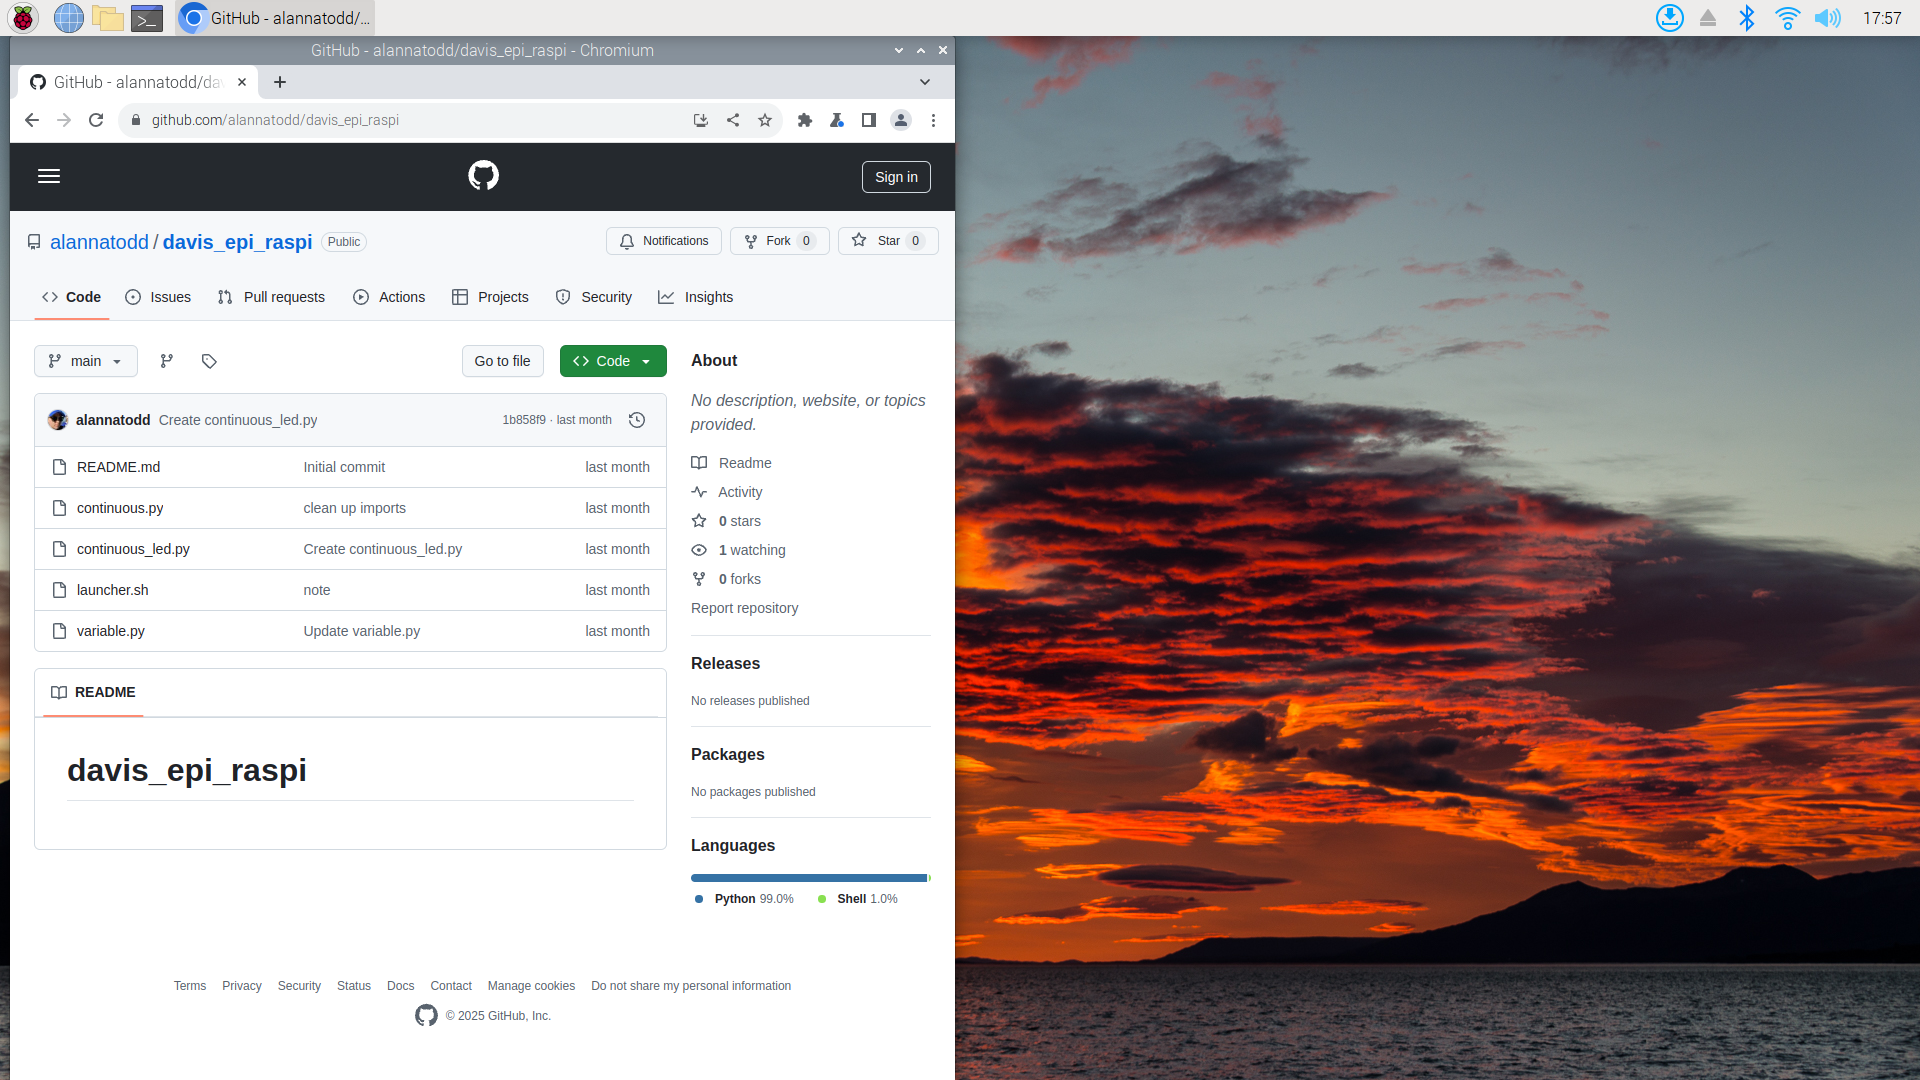 GitHub - alannatodd/...
17:57
GitHub - alannatodd/davis_epi_raspi - Chromium
GitHub - alannatodd/da
github.com/alannatodd/davis_epi_raspi
Sign in
alannatodd / davis_epi_raspi Public
Notifications Fork 0 Star 0
Code Issues Pull requests Actions Projects Security Insights
main Go to file Code
alannatodd Create continuous_led.py 1b858f9 · last month
README.md Initial commit last month
continuous.py clean up imports last month
continuous_led.py Create continuous_led.py last month
launcher.sh note last month
variable.py Update variable.py last month
README
davis_epi_raspi
About
No description, website, or topics
provided.
Readme
Activity
0 stars
1 watching
0 forks
Report repository
Releases
No releases published
Packages
No packages published
Languages
Python 99.0% Shell 1.0%
Terms Privacy Security Status Docs Contact Manage cookies Do not share my personal information
© 2025 GitHub, Inc.